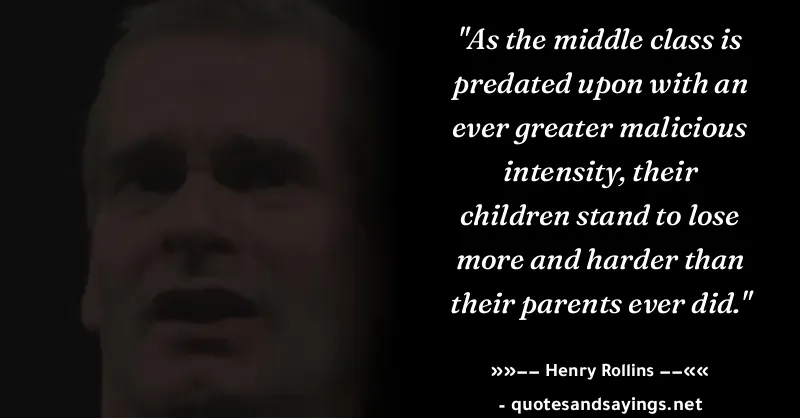 "As the middle class is
predated upon with an
ever greater malicious
intensity, their
children stand to lose
more and harder than
their parents ever did."
»»–– Henry Rollins ––««
- quotesandsayings.net